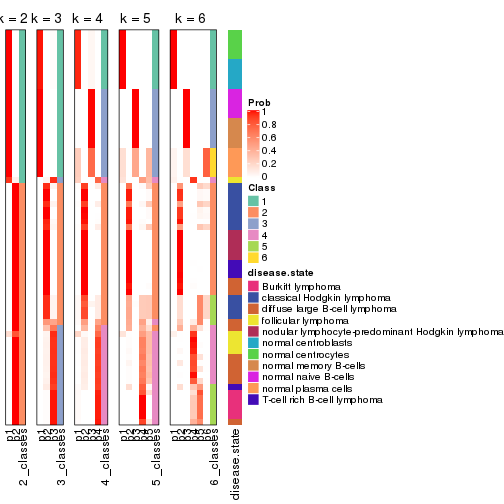 k = 2 k = 3 k = 4 k = 5 k = 6
Prob
1
0.8
0.6
0.4
0.2
0
Class
1
2
3
4
5
6
disease.state
Burkitt lymphoma
classical Hodgkin lymphoma
diffuse large B-cell lymphoma
follicular lymphoma
nodular lymphocyte-predominant Hodgkin lymphoma
normal centroblasts
normal centrocytes
normal memory B-cells
normal naive B-cells
normal plasma cells
T-cell rich B-cell lymphoma
p1
p2
2_classes
p1
p2
p3
3_classes
p1
p2
p3
p4
4_classes
p1
p2
p3
p4
p5
5_classes
p1
p2
p3
p4
p5
p6
6_classes
disease.state